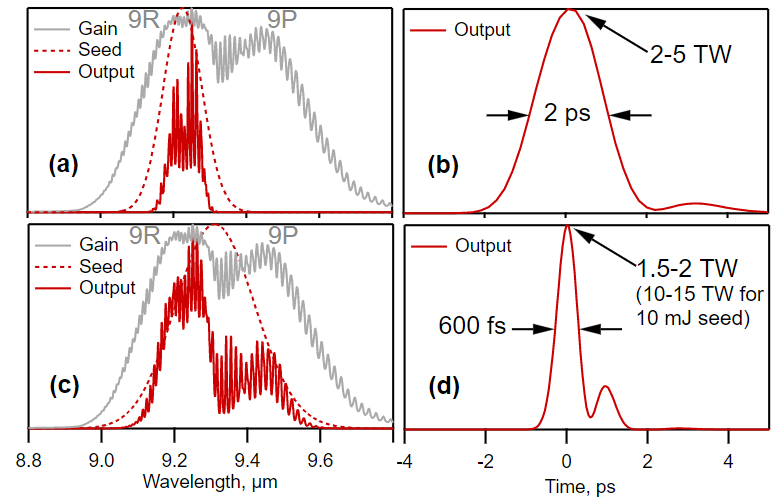 9R 9P
Gain
Seed
Output
(a)
Output
2-5 TW
2 ps
(b)
9R 9P
Gain
Seed
Output
(c)
Output
1.5-2 TW
(10-15 TW for
10 mJ seed)
600 fs
(d)
8.8 9.0 9.2 9.4 9.6
Wavelength, μm
-4 -2 0 2 4
Time, ps